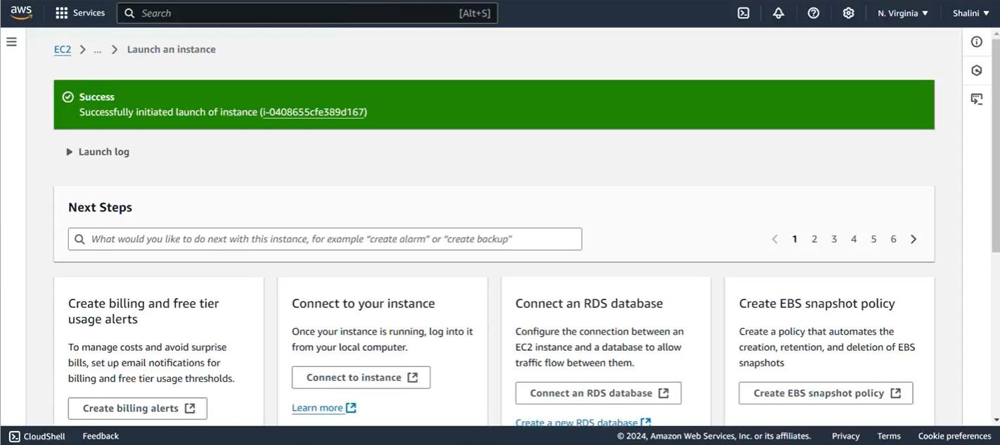 aws Services Search [Alt+S] N. Virginia ▼ Shalini ▼
EC2 > ... > Launch an instance
Success
Successfully initiated launch of instance (i-0408655cfe389d167)
Launch log
Next Steps
What would you like to do next with this instance, for example “create alarm” or “create backup”
1 2 3 4 5 6
Create billing and free tier
usage alerts
To manage costs and avoid surprise
bills, set up email notifications for
billing and free tier usage thresholds.
Create billing alerts
Connect to your instance
Once your instance is running, log into it
from your local computer.
Connect to instance
Learn more
Connect an RDS database
Configure the connection between an
EC2 instance and a database to allow
traffic flow between them.
Connect an RDS database
Create a new RDS database
Create EBS snapshot policy
Create a policy that automates the
creation, retention, and deletion of EBS
snapshots
Create EBS snapshot policy
CloudShell Feedback © 2024, Amazon Web Services, Inc. or its affiliates. Privacy Terms Cookie preferences